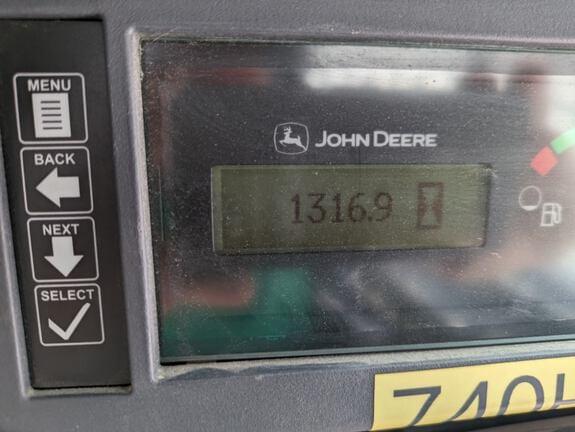 MENU
BACK
NEXT
SELECT
JOHN DEERE
1316.9